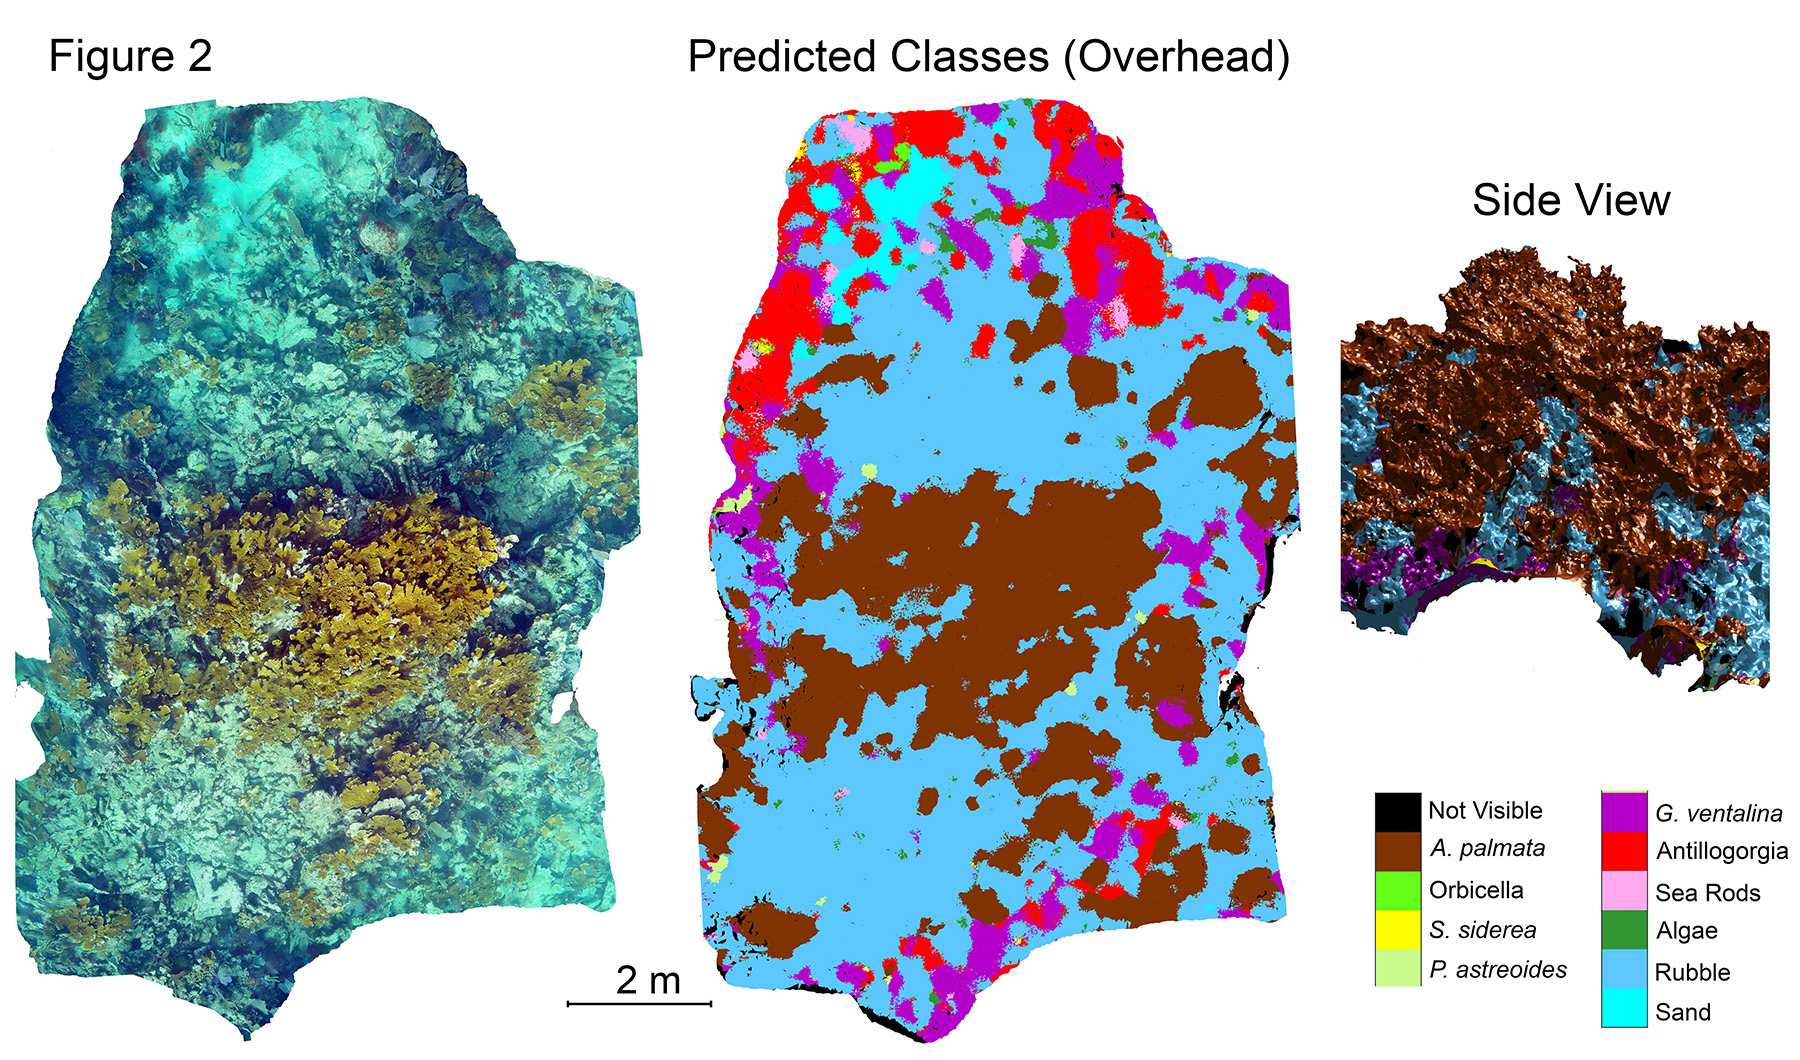 Figure 2
Predicted Classes (Overhead)
Side View
2 m
Not Visible
A. palmata
Orbicella
S. siderea
P. astreoides
G. ventalina
Antillogorgia
Sea Rods
Algae
Rubble
Sand